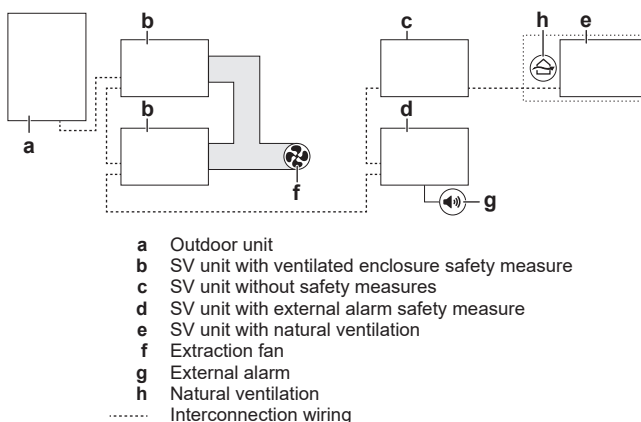 b
c
h
e
a
b
d
f
g
a Outdoor unit
b SV unit with ventilated enclosure safety measure
c SV unit without safety measures
d SV unit with external alarm safety measure
e SV unit with natural ventilation
f Extraction fan
g External alarm
h Natural ventilation
Interconnection wiring